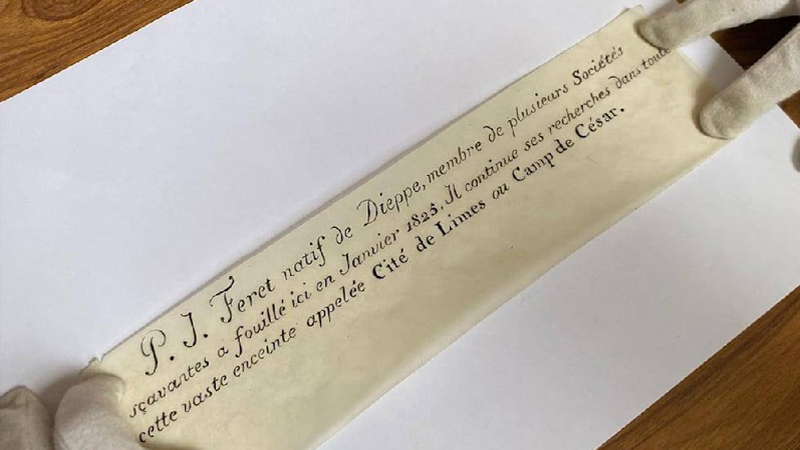 P. J. Feret natif de Dieppe, membre de plusieurs Sociétés
sçavantes a fouillé ici en Janvier 1825. Il continue ses recherches dans toute
cette vaste enceinte appelée Cité de Limes ou Camp de César.